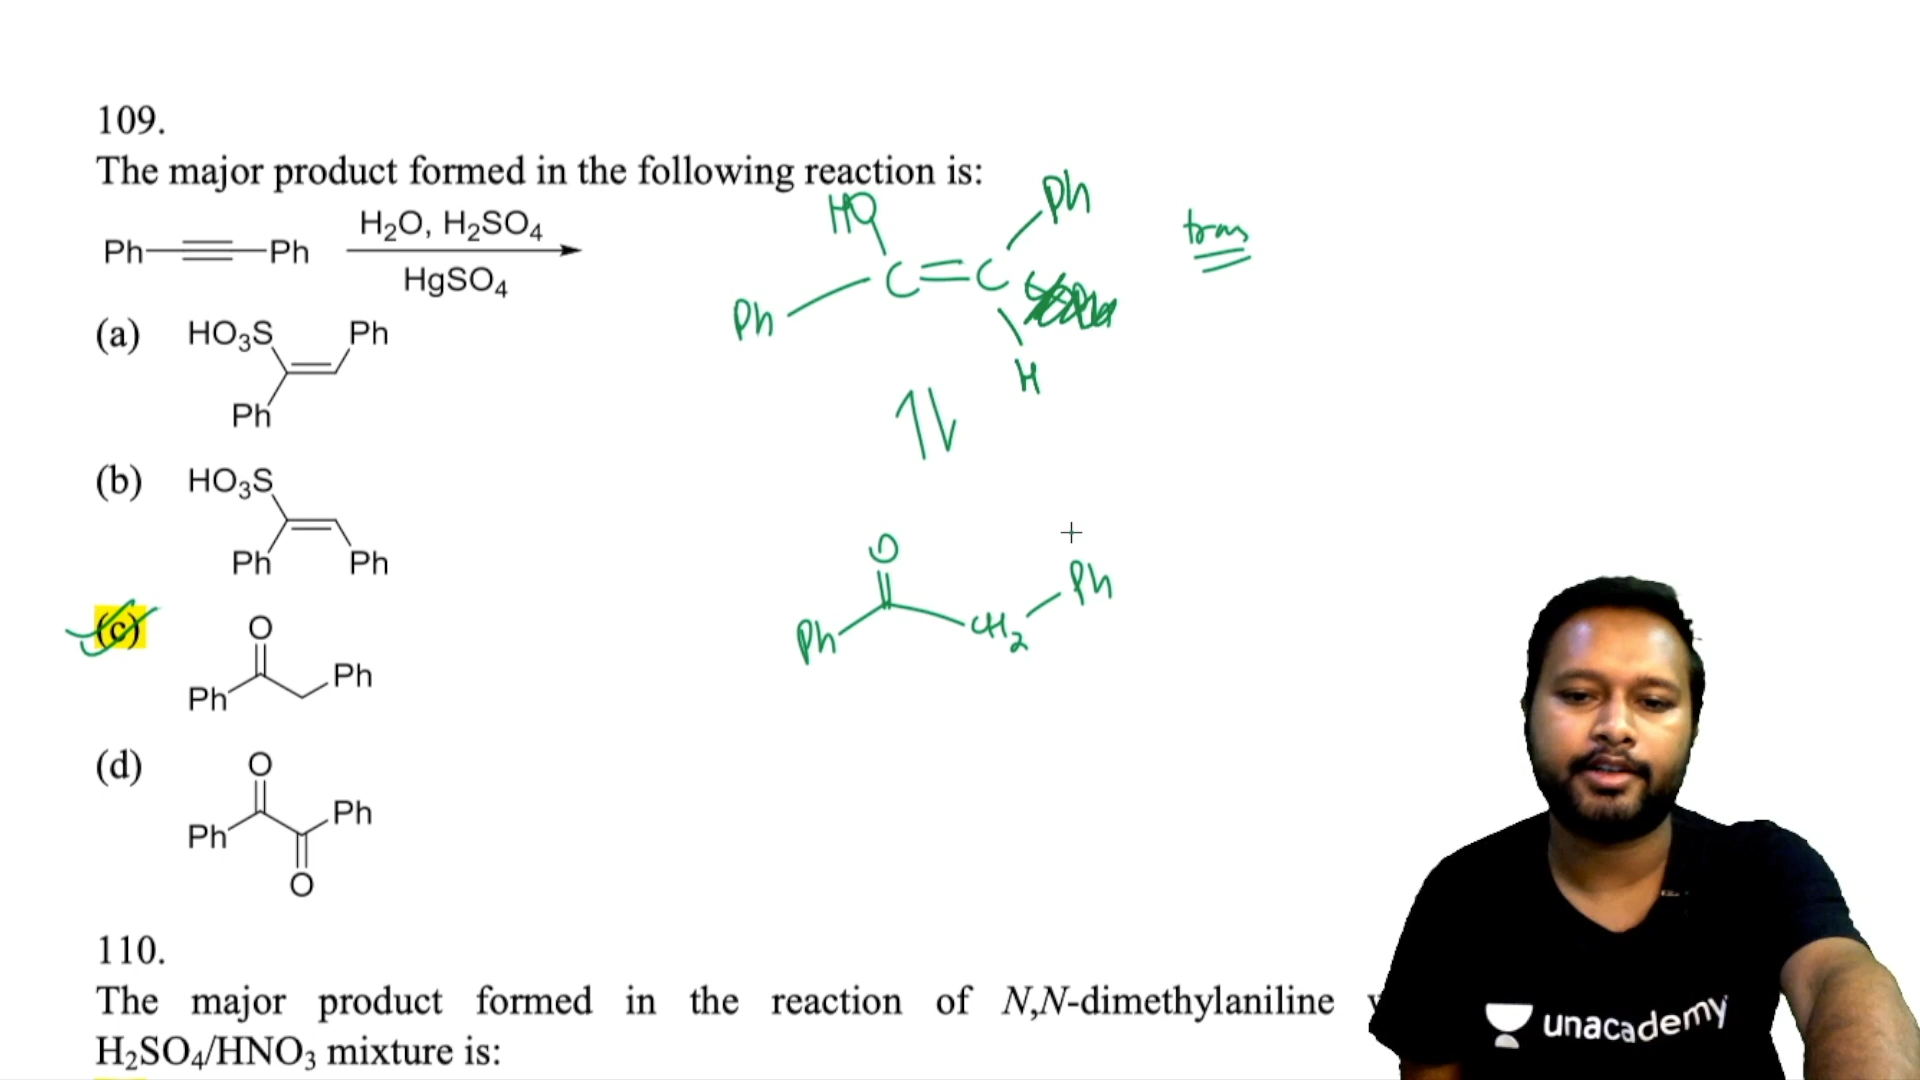 109.
The major product formed in the following reaction is:
Ph Ph
H₂O, H₂SO₄
HgSO₄
(a) HO₃S Ph
Ph
(b) HO₃S
Ph Ph
(c) O
Ph Ph
(d) O
Ph Ph
O
HO Ph
Ph C=C
H
trans
O
Ph CH₂ Ph
110.
The major product formed in the reaction of N,N-dimethylaniline
H₂SO₄/HNO₃ mixture is:
unacademy